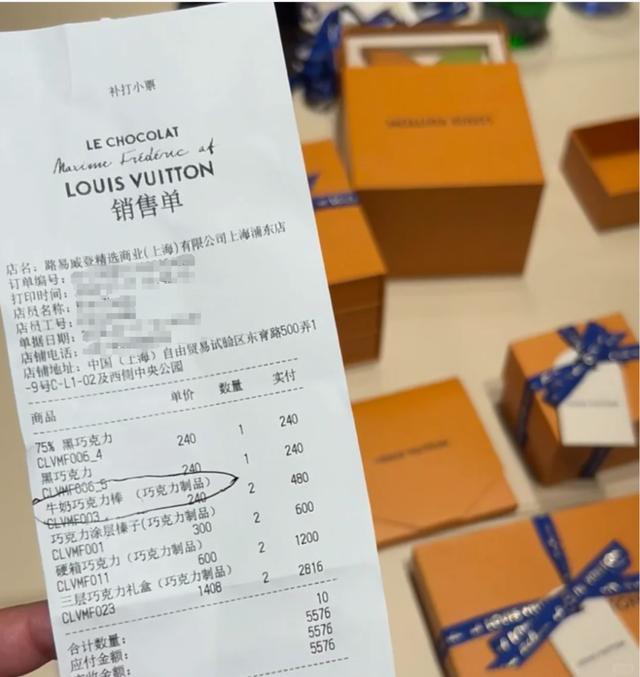 补打小票
LE CHOCOLAT
Maxime Frédéric at
LOUIS VUITTON
销售单
店名: 路易威登精选商业(上海)有限公司上海浦东店
订单编号:
打印时间:
店员名称:
店员工号:
单据日期:
店铺电话:
店铺地址: 中国(上海)自由贸易试验区东育路500弄1
-9号C-L1-02及西侧中央公园
商品 单价 数量 实付
75% 黑巧克力 240 1 240
CLVMF006_4
黑巧克力 240 1 240
CLVMF006_5
牛奶巧克力棒 (巧克力制品) 240 2 480
CLVMF003
巧克力涂层榛子(巧克力制品) 300 2 600
CLVMF001
硬箱巧克力 (巧克力制品) 600 2 1200
CLVMF011
三层巧克力礼盒 (巧克力制品) 1408 2 2816
CLVMF023
合计数量: 10
应付金额: 5576
5576
5576
LOUIS VUITTON